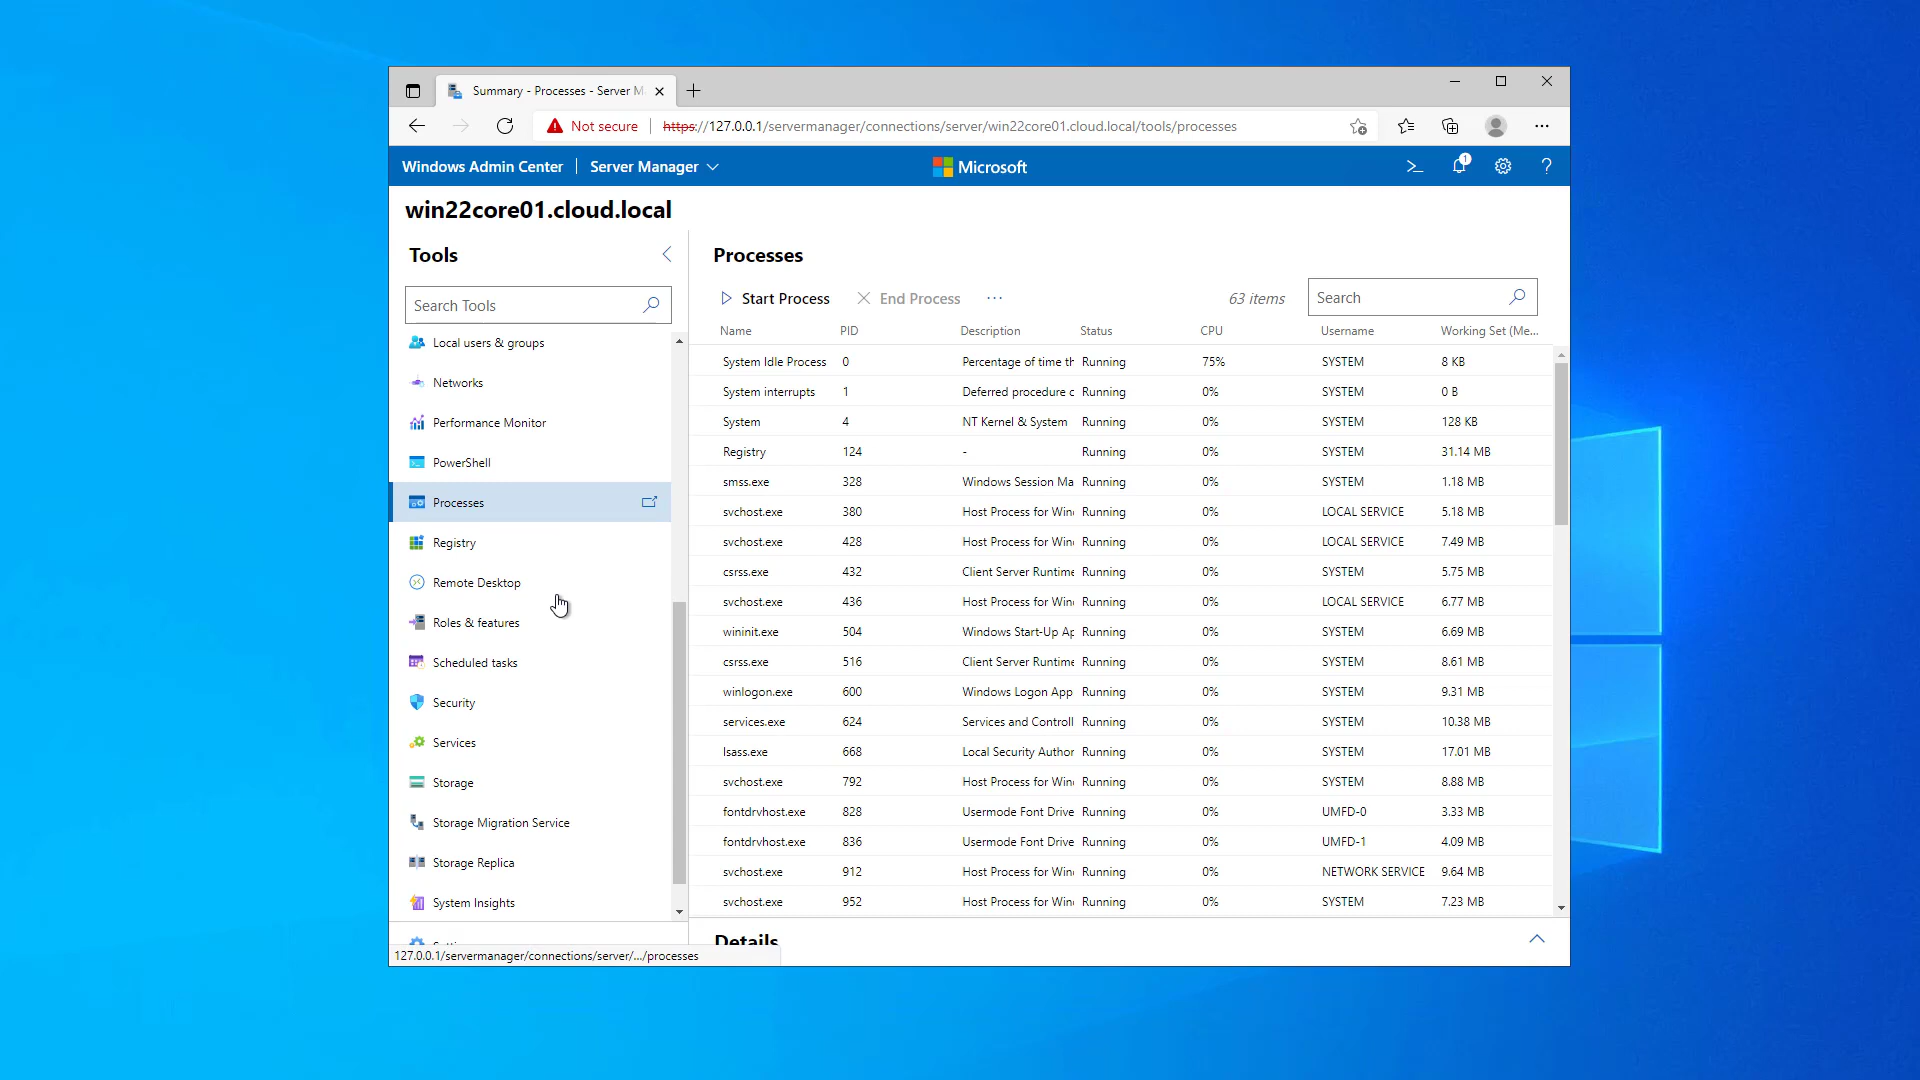 Summary - Processes - Server M
Not secure https://127.0.0.1/servermanager/connections/server/win22core01.cloud.local/tools/processes
Windows Admin Center Server Manager Microsoft 1
win22core01.cloud.local
Tools
Search Tools
Local users & groups
Networks
Performance Monitor
PowerShell
Processes
Registry
Remote Desktop
Roles & features
Scheduled tasks
Security
Services
Storage
Storage Migration Service
Storage Replica
System Insights
127.0.0.1/servermanager/connections/server/.../processes
Processes
Start Process End Process ... 63 items Search
Name PID Description Status CPU Username Working Set (Me...
System Idle Process 0 Percentage of time th Running 75% SYSTEM 8 KB
System interrupts 1 Deferred procedure c Running 0% SYSTEM 0 B
System 4 NT Kernel & System Running 0% SYSTEM 128 KB
Registry 124 - Running 0% SYSTEM 31.14 MB
smss.exe 328 Windows Session Ma Running 0% SYSTEM 1.18 MB
svchost.exe 380 Host Process for Win Running 0% LOCAL SERVICE 5.18 MB
svchost.exe 428 Host Process for Win Running 0% LOCAL SERVICE 7.49 MB
csrss.exe 432 Client Server Runtime Running 0% SYSTEM 5.75 MB
svchost.exe 436 Host Process for Win Running 0% LOCAL SERVICE 6.77 MB
wininit.exe 504 Windows Start-Up Ap Running 0% SYSTEM 6.69 MB
csrss.exe 516 Client Server Runtime Running 0% SYSTEM 8.61 MB
winlogon.exe 600 Windows Logon App Running 0% SYSTEM 9.31 MB
services.exe 624 Services and Controll Running 0% SYSTEM 10.38 MB
lsass.exe 668 Local Security Author Running 0% SYSTEM 17.01 MB
svchost.exe 792 Host Process for Win Running 0% SYSTEM 8.88 MB
fontdrvhost.exe 828 Usermode Font Drive Running 0% UMFD-0 3.33 MB
fontdrvhost.exe 836 Usermode Font Drive Running 0% UMFD-1 4.09 MB
svchost.exe 912 Host Process for Win Running 0% NETWORK SERVICE 9.64 MB
svchost.exe 952 Host Process for Win Running 0% SYSTEM 7.23 MB
Details